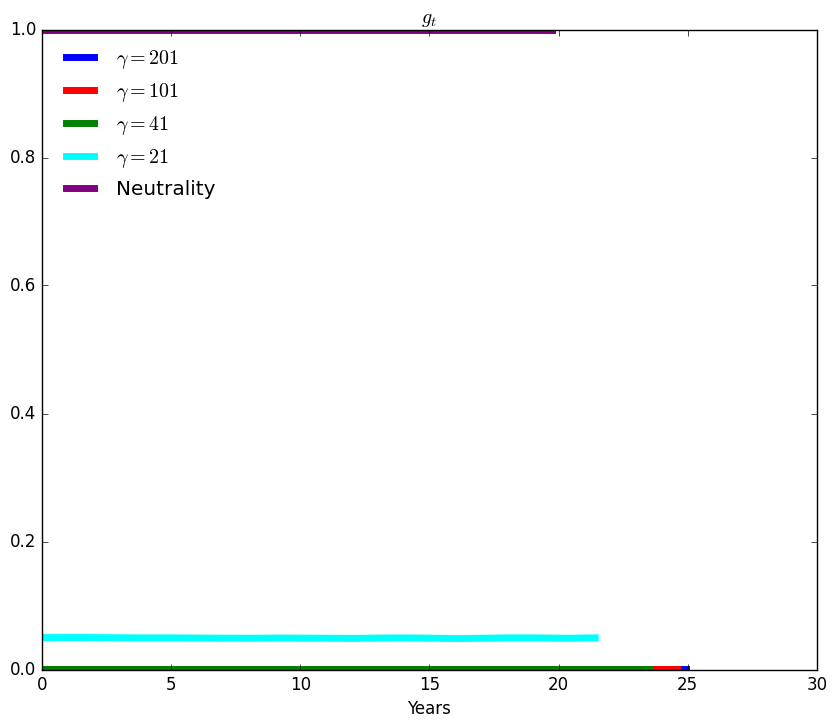 g_t
1.0
γ = 201
γ = 101
γ = 41
γ = 21
Neutrality
0.8
0.6
0.4
0.2
0.0
0 5 10 15 20 25 30
Years